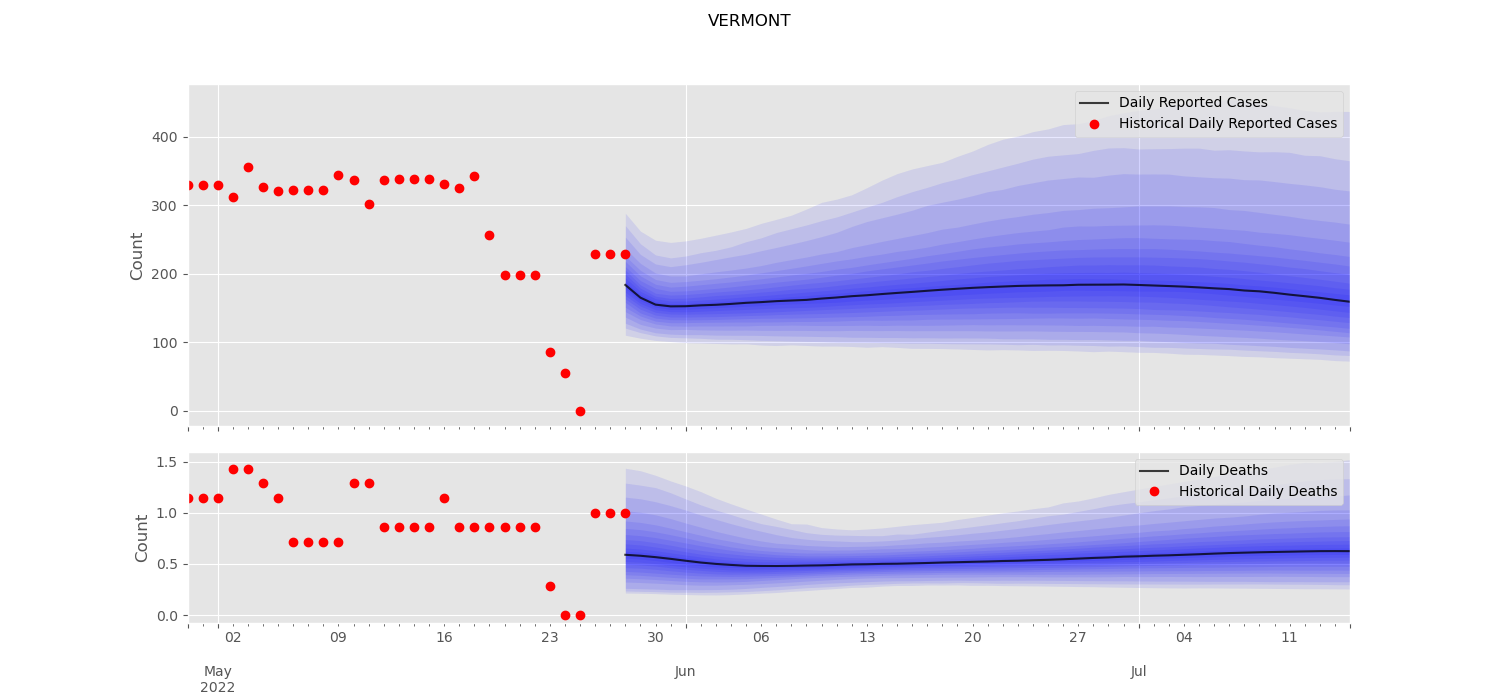 VERMONT
Daily Reported Cases
Historical Daily Reported Cases
Count
400
300
200
100
0
Daily Deaths
Historical Daily Deaths
Count
1.5
1.0
0.5
0.0
02 09 16 23 30 06 13 20 27 04 11
May Jun Jul
2022